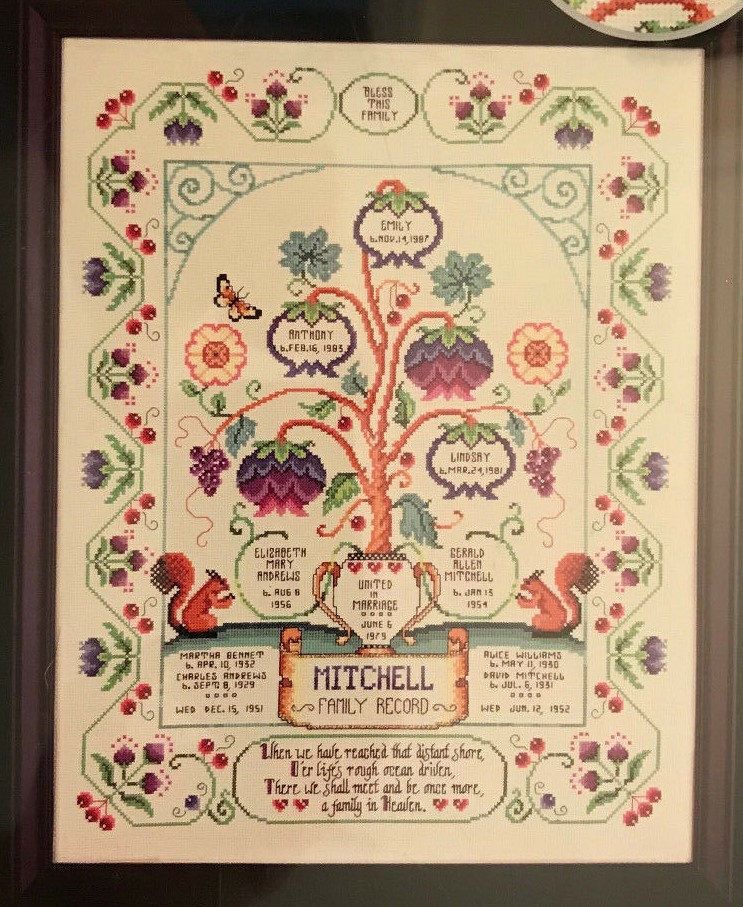 BLESS
THIS
FAMILY
EMILY
b. NOV. 14, 1987
ANTHONY
b. FEB. 16, 1983
LINDSAY
b. MAR. 24, 1981
ELIZABETH
MARY
ANDREWS
b. AUG 8
1956
GERALD
ALLEN
MITCHELL
b. JAN 13
1954
UNITED
IN
MARRIAGE
JUNE 6
1979
MARTHA BENNET
b. APR. 10, 1932
CHARLES ANDREWS
b. SEPT. 8, 1929
WED DEC. 15, 1951
ALICE WILLIAMS
b. MAY 11, 1930
DAVID MITCHELL
b. JUL. 6, 1931
WED JUN. 12, 1952
MITCHELL
FAMILY RECORD
When we have reached that distant shore,
O'er life's rough ocean driven,
There we shall meet and be once more,
a family in Heaven.